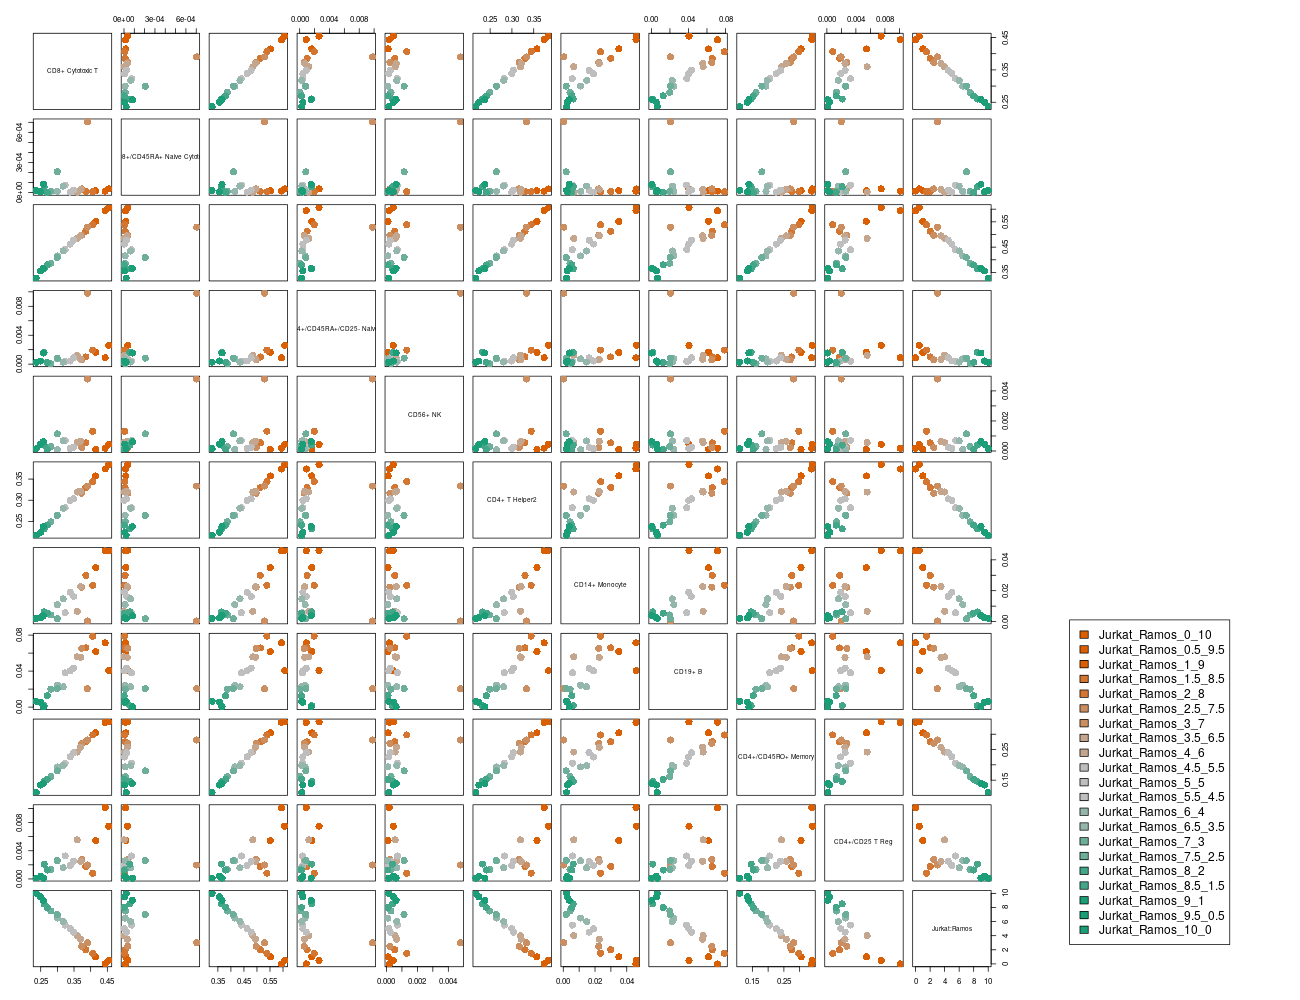 0e+00 3e-04 6e-04 0.000 0.004 0.008 0.25 0.30 0.35 0.00 0.04 0.08 0.000 0.004 0.008
CD8+ Cytotoxic T
0.25 0.35 0.45
8+/CD45RA+ Naive Cytot
0e+00 3e-04 6e-04
0.35 0.45 0.55
4+/CD45RA+/CD25- Naiv
0.000 0.004 0.008
CD56+ NK
0.000 0.002 0.004
CD4+ T Helper2
0.25 0.30 0.35
CD14+ Monocyte
0.00 0.02 0.04
CD19+ B
0.00 0.04 0.08
CD4+/CD45RO+ Memory
0.15 0.25
CD4+/CD25 T Reg
0.000 0.004 0.008
Jurkat:Ramos
0 2 4 6 8 10
0.25 0.35 0.45 0.35 0.45 0.55 0.000 0.002 0.004 0.00 0.02 0.04 0.15 0.25 0 2 4 6 8 10
Jurkat_Ramos_0_10
Jurkat_Ramos_0.5_9.5
Jurkat_Ramos_1_9
Jurkat_Ramos_1.5_8.5
Jurkat_Ramos_2_8
Jurkat_Ramos_2.5_7.5
Jurkat_Ramos_3_7
Jurkat_Ramos_3.5_6.5
Jurkat_Ramos_4_6
Jurkat_Ramos_4.5_5.5
Jurkat_Ramos_5_5
Jurkat_Ramos_5.5_4.5
Jurkat_Ramos_6_4
Jurkat_Ramos_6.5_3.5
Jurkat_Ramos_7_3
Jurkat_Ramos_7.5_2.5
Jurkat_Ramos_8_2
Jurkat_Ramos_8.5_1.5
Jurkat_Ramos_9_1
Jurkat_Ramos_9.5_0.5
Jurkat_Ramos_10_0